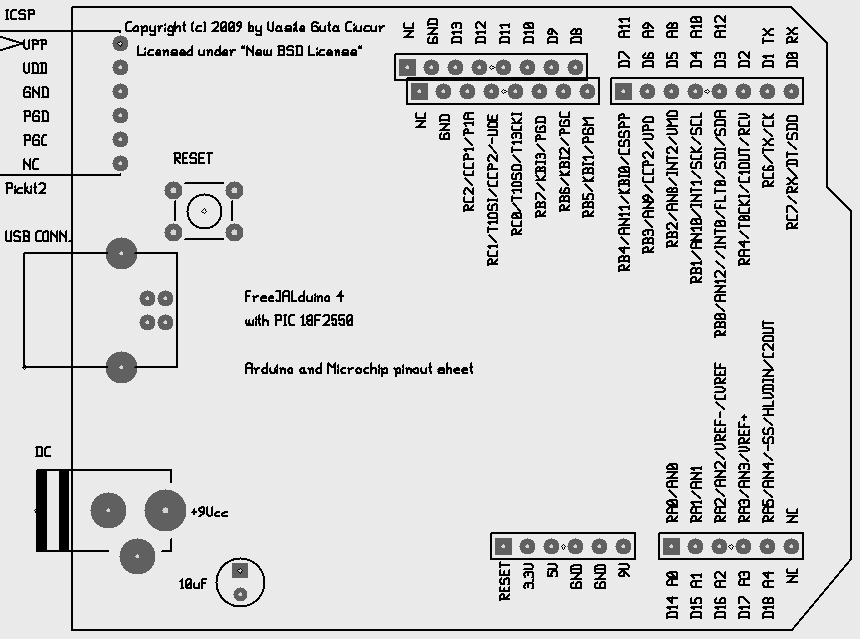 ICSP
VPP
VDD
GND
PGD
PGC
NC
Pickit2
USB CONN.
Copyright (c) 2009 by Vasile Guta Ciucur
Licensed under "New BSD License"
RESET
NC
GND
D13
D12
D11
D10
D9
D8
D7 A11
D6 A9
D5 A8
D4 A10
D3 A12
D2
D1 TX
D0 RX
NC
GND
RC2/CCP1/P1A
RC1/T1OSI/CCP2/-UOE
RC0/T1OSO/T13CKI
RB7/KBI3/PGD
RB6/KBI2/PGC
RB5/KBI1/PGM
RB4/AN11/KBI0/CSSPP
RB3/AN9/CCP2/VPO
RB2/AN8/INT2/VMO
RB1/AN10/INT1/SCK/SCL
RB0/AN12//INT0/FLT0/SDI/SDA
RA4/T0CKI/C1OUT/RCV
RC6/TX/CK
RC7/RX/DT/SDO
FreeJALduino 4
with PIC 18F2550
Arduino and Microchip pinout sheet
DC
+9Vcc
10uF
RA0/AN0
RA1/AN1
RA2/AN2/VREF-/CVREF
RA3/AN3/VREF+
RA5/AN4/-SS/HLVDIN/C2OUT
NC
RESET
3.3V
5V
GND
GND
9V
D14 A0
D15 A1
D16 A2
D17 A3
D18 A4
NC